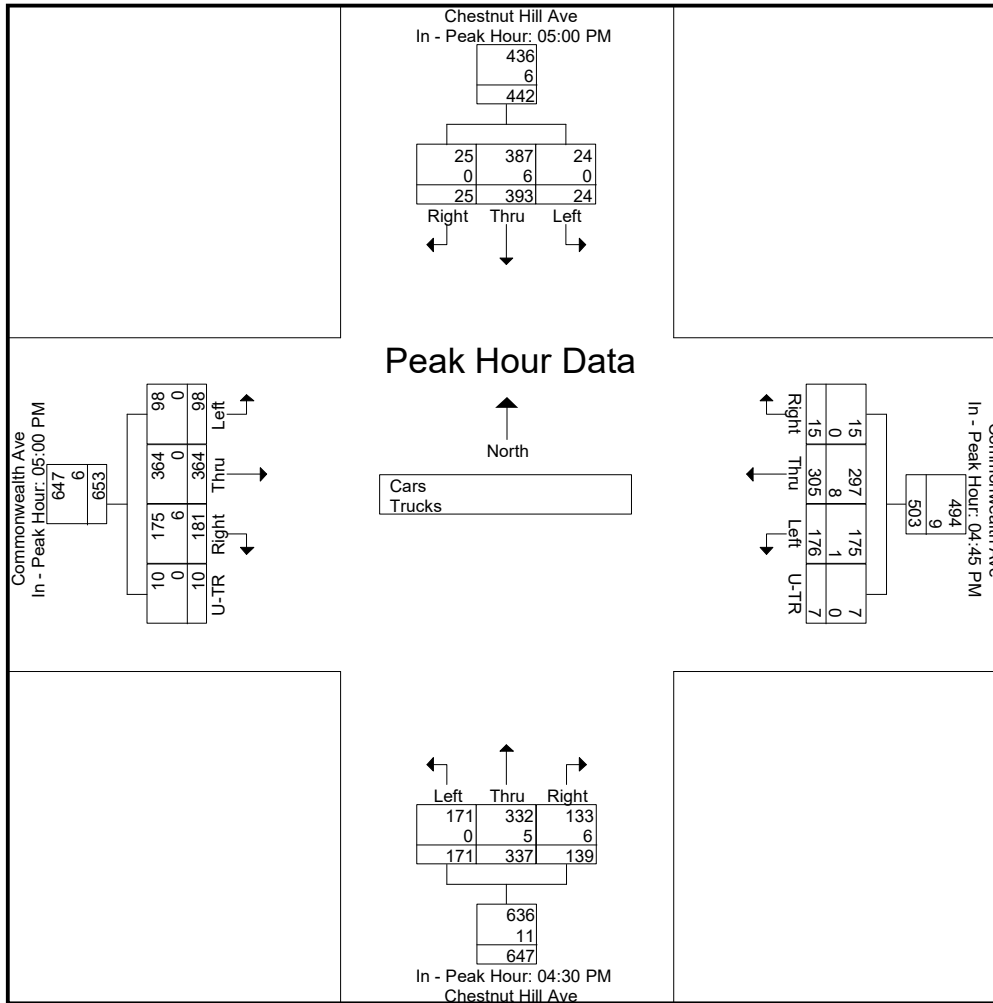 Chestnut Hill Ave
In - Peak Hour: 05:00 PM
436
6
442
25 387 24
0 6 0
25 393 24
Right Thru Left
Peak Hour Data
North
Cars
Trucks
Commonwealth Ave
In - Peak Hour: 05:00 PM
647
6
653
98 0 98
364 0 364
175 6 181
10 0 10
Left
Thru
Right
U-TR
Right
Thru
Left
U-TR
15 0 15
305 8 297
176 1 175
7 0 7
503
9
494
In - Peak Hour: 04:45 PM
Commonwealth Ave
Left Thru Right
171 332 133
0 5 6
171 337 139
636
11
647
In - Peak Hour: 04:30 PM
Chestnut Hill Ave